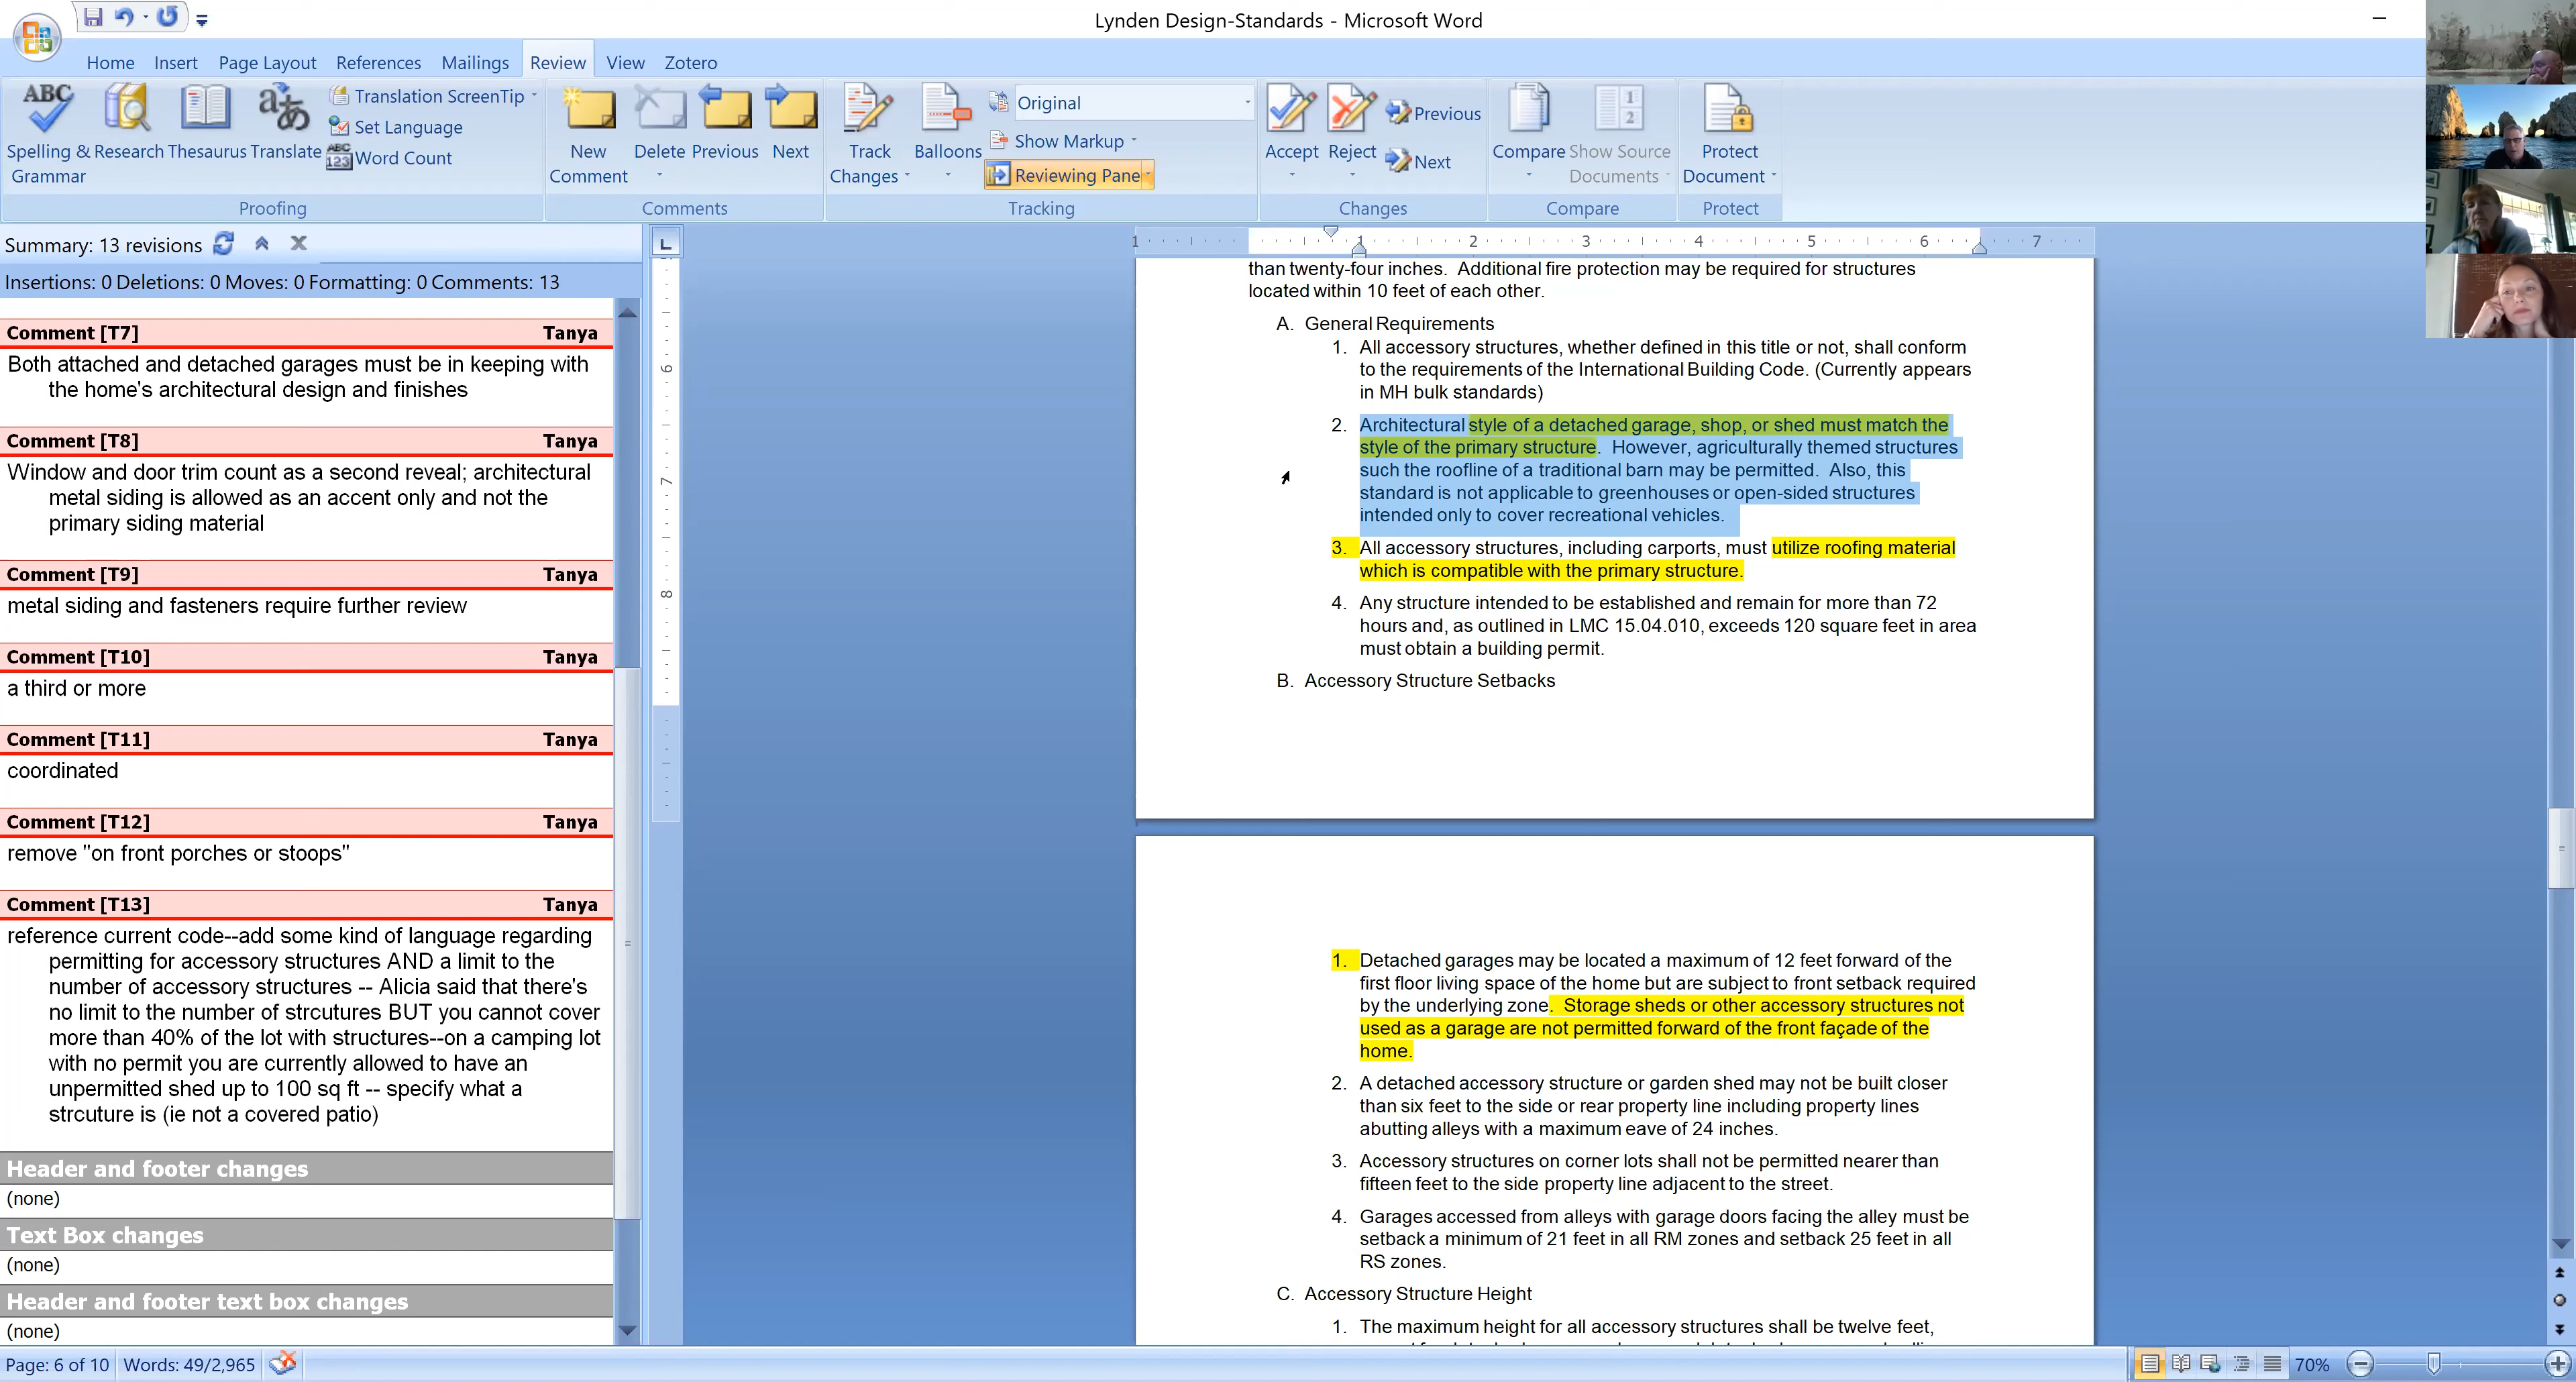 Lynden Design-Standards - Microsoft Word
Home Insert Page Layout References Mailings Review View Zotero
ABC Spelling & Grammar
Research
Thesaurus
Translate
Translation ScreenTip
Set Language
ABC 123 Word Count
Proofing
New Comment
Delete
Previous
Next
Comments
Track Changes
Balloons
Original
Show Markup
Reviewing Pane
Tracking
Accept
Reject
Previous
Next
Changes
Compare
Show Source Documents
Compare
Protect Document
Protect
Summary: 13 revisions
Insertions: 0 Deletions: 0 Moves: 0 Formatting: 0 Comments: 13
Comment [T7] Tanya
Both attached and detached garages must be in keeping with
the home's architectural design and finishes
Comment [T8] Tanya
Window and door trim count as a second reveal; architectural
metal siding is allowed as an accent only and not the
primary siding material
Comment [T9] Tanya
metal siding and fasteners require further review
Comment [T10] Tanya
a third or more
Comment [T11] Tanya
coordinated
Comment [T12] Tanya
remove "on front porches or stoops"
Comment [T13] Tanya
reference current code--add some kind of language regarding
permitting for accessory structures AND a limit to the
number of accessory structures -- Alicia said that there's
no limit to the number of strcutures BUT you cannot cover
more than 40% of the lot with structures--on a camping lot
with no permit you are currently allowed to have an
unpermitted shed up to 100 sq ft -- specify what a
strcuture is (ie not a covered patio)
Header and footer changes
(none)
Text Box changes
(none)
Header and footer text box changes
(none)
L
1 1 2 3 4 5 6 7
6
7
8
than twenty-four inches. Additional fire protection may be required for structures
located within 10 feet of each other.
A. General Requirements
1. All accessory structures, whether defined in this title or not, shall conform
to the requirements of the International Building Code. (Currently appears
in MH bulk standards)
2. Architectural style of a detached garage, shop, or shed must match the
style of the primary structure. However, agriculturally themed structures
such the roofline of a traditional barn may be permitted. Also, this
standard is not applicable to greenhouses or open-sided structures
intended only to cover recreational vehicles.
3. All accessory structures, including carports, must utilize roofing material
which is compatible with the primary structure.
4. Any structure intended to be established and remain for more than 72
hours and, as outlined in LMC 15.04.010, exceeds 120 square feet in area
must obtain a building permit.
B. Accessory Structure Setbacks
1. Detached garages may be located a maximum of 12 feet forward of the
first floor living space of the home but are subject to front setback required
by the underlying zone. Storage sheds or other accessory structures not
used as a garage are not permitted forward of the front façade of the
home.
2. A detached accessory structure or garden shed may not be built closer
than six feet to the side or rear property line including property lines
abutting alleys with a maximum eave of 24 inches.
3. Accessory structures on corner lots shall not be permitted nearer than
fifteen feet to the side property line adjacent to the street.
4. Garages accessed from alleys with garage doors facing the alley must be
setback a minimum of 21 feet in all RM zones and setback 25 feet in all
RS zones.
C. Accessory Structure Height
1. The maximum height for all accessory structures shall be twelve feet,
Page: 6 of 10 Words: 49/2,965
70%